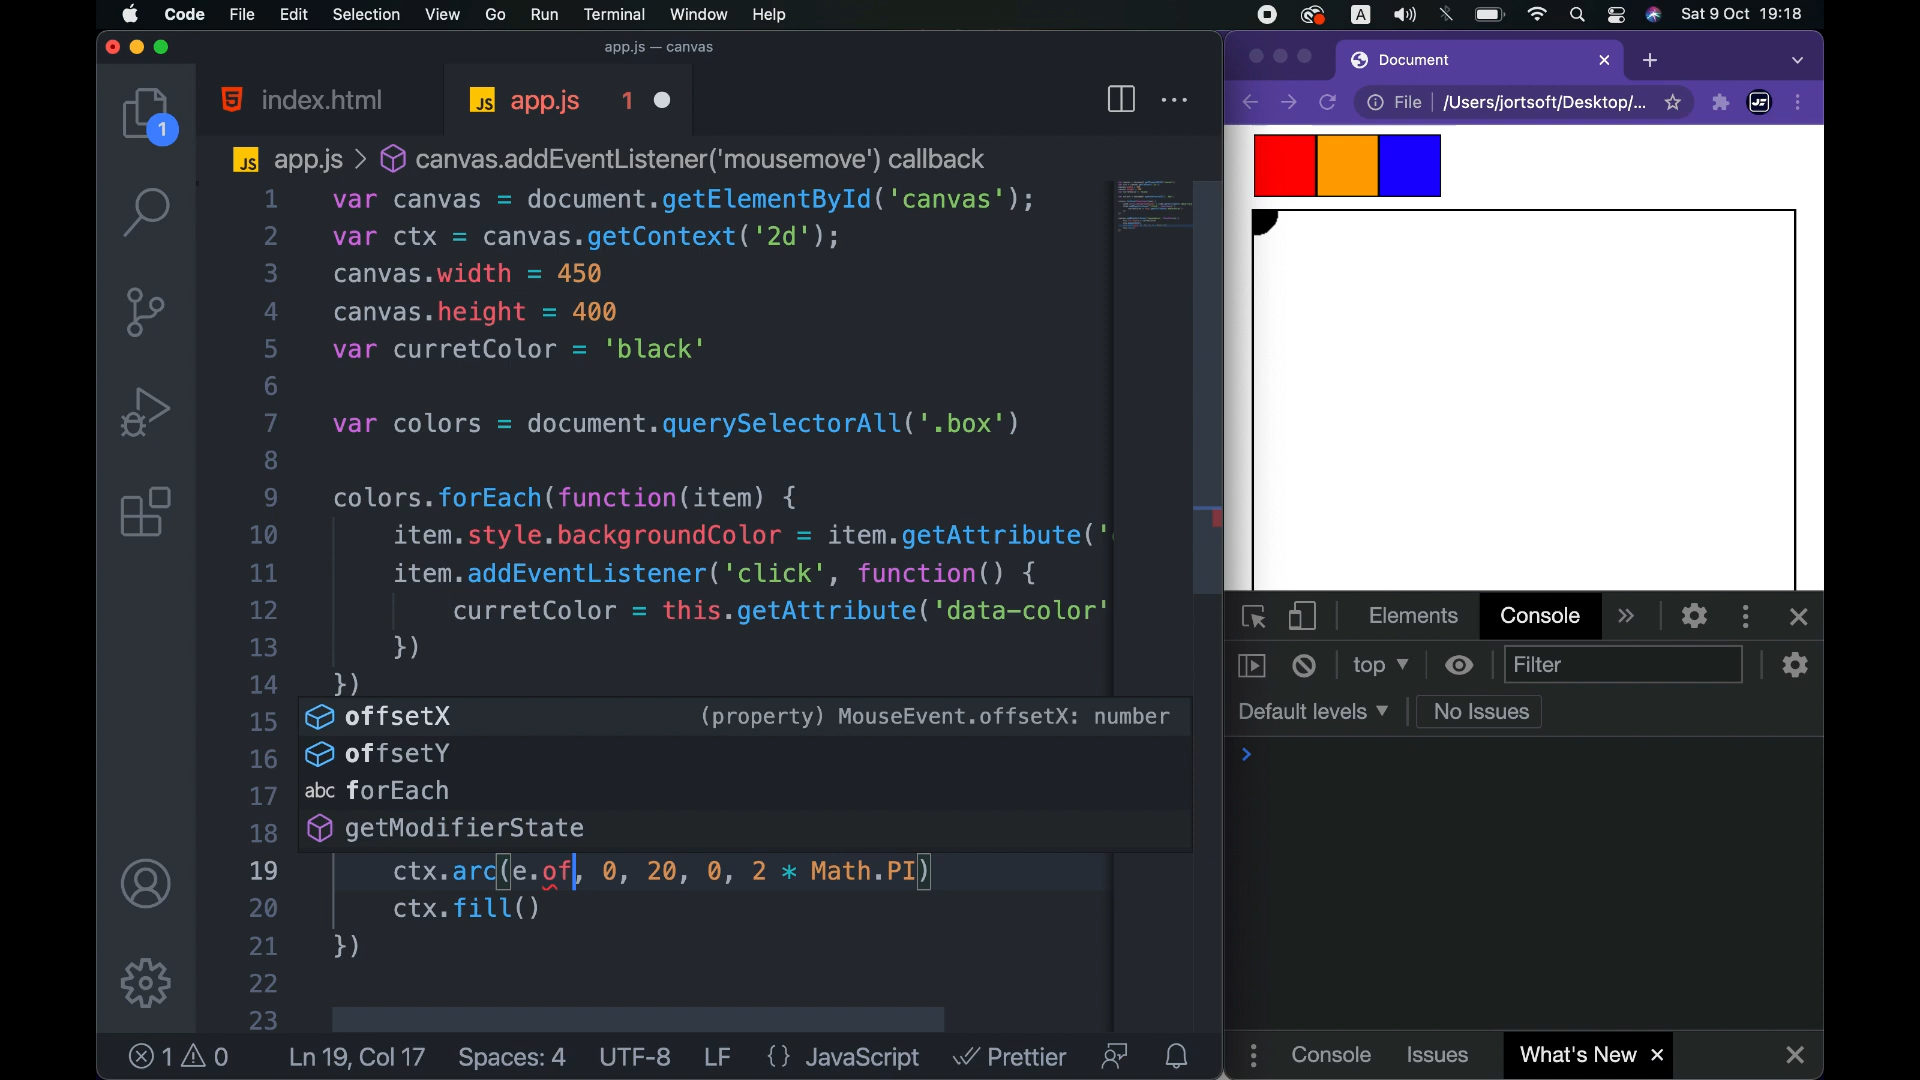 Code File Edit Selection View Go Run Terminal Window Help A Sat 9 Oct 19:18
app.js — canvas
Document
index.html
JS app.js 1
File /Users/jortsoft/Desktop/...
1
JS app.js > canvas.addEventListener('mousemove') callback
1 var canvas = document.getElementById('canvas');
2 var ctx = canvas.getContext('2d');
3 canvas.width = 450
4 canvas.height = 400
5 var curretColor = 'black'
6
7 var colors = document.querySelectorAll('.box')
8
9 colors.forEach(function(item) {
10 item.style.backgroundColor = item.getAttribute('
11 item.addEventListener('click', function() {
12 curretColor = this.getAttribute('data-color'
13 })
14 })
15 offsetX (property) MouseEvent.offsetX: number
16 offsetY
17 abc forEach
18 getModifierState
19 ctx.arc(e.of, 0, 20, 0, 2 * Math.PI)
20 ctx.fill()
21 })
22
23
1 0 Ln 19, Col 17 Spaces: 4 UTF-8 LF {} JavaScript Prettier
Elements Console »
top ▼ Filter
Default levels ▼ No Issues
>
Console Issues What's New ×